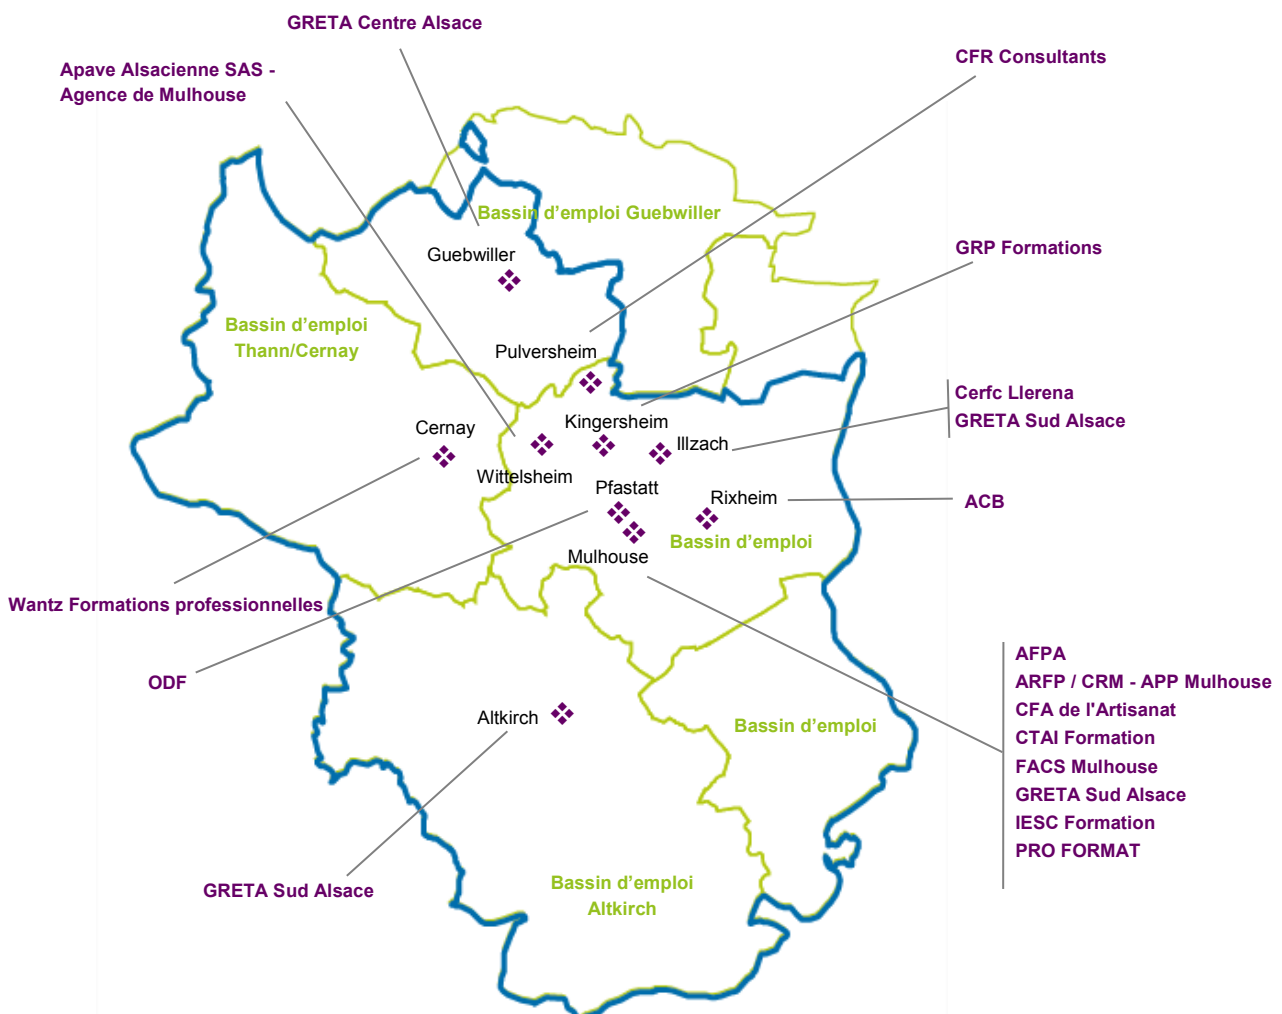 GRETA Centre Alsace
CFR Consultants
Apave Alsacienne SAS -
Agence de Mulhouse
Bassin d'emploi Guebwiller
Guebwiller
GRP Formations
Bassin d’emploi
Thann/Cernay
Pulversheim
Cerfc Llerena
GRETA Sud Alsace
Kingersheim
Cernay
Illzach
Wittelsheim
Pfastatt
Rixheim
ACB
Bassin d’emploi
Mulhouse
Wantz Formations professionnelles
ODF
AFPA
ARFP / CRM - APP Mulhouse
CFA de l'Artisanat
CTAI Formation
FACS Mulhouse
GRETA Sud Alsace
IESC Formation
PRO FORMAT
Altkirch
Bassin d’emploi
GRETA Sud Alsace
Bassin d’emploi
Altkirch